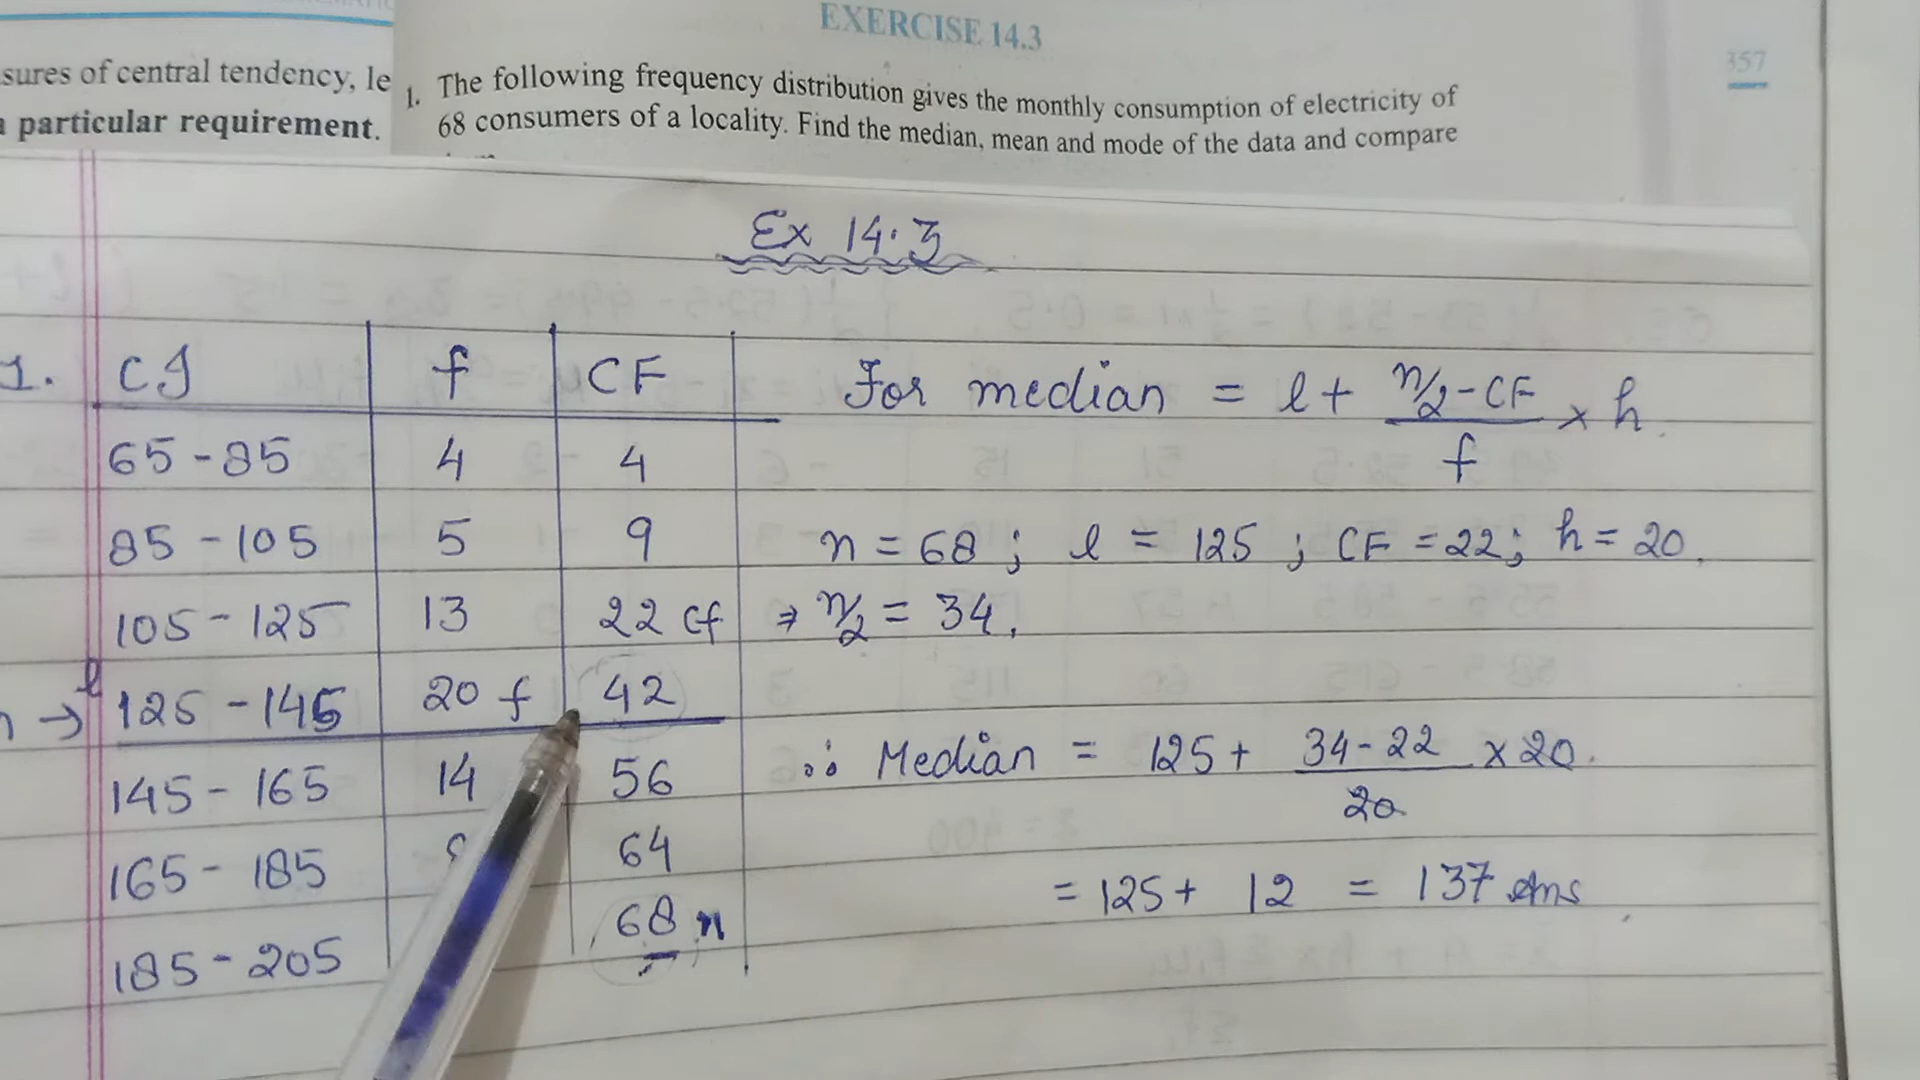 EXERCISE 14.3
357
sures of central tendency, le
particular requirement.
1. The following frequency distribution gives the monthly consumption of electricity of
68 consumers of a locality. Find the median, mean and mode of the data and compare
Ex 14.3
1. CI f CF
65-85 4 4
85-105 5 9
105-125 13 22 cf
l
→ 125-145 20 f 42
145-165 14 56
165-185 64
185-205 68 n
For median = l + n/2 - CF / f × h
n = 68 ; l = 125 ; CF = 22; h = 20.
⇒ n/2 = 34.
∴ Median = 125 + 34-22 / 20 × 20.
= 125 + 12 = 137 Ans